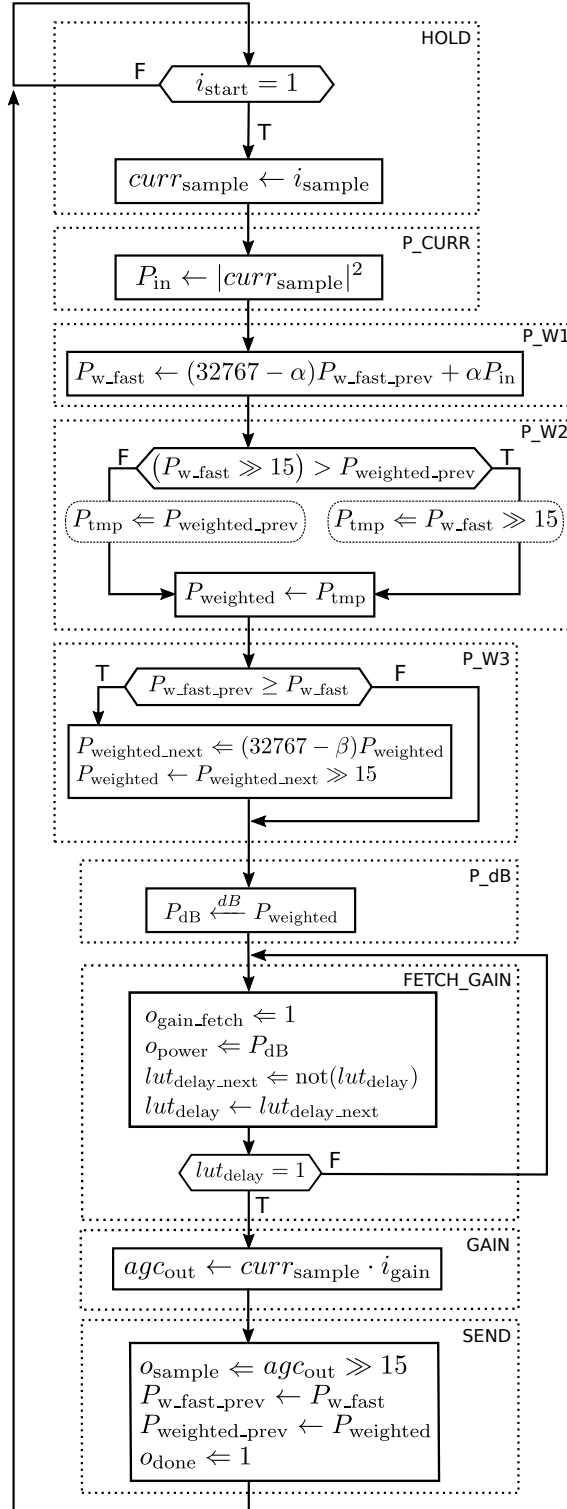 HOLD
F
i_start = 1
T
curr_sample ← i_sample
P_CURR
P_in ← |curr_sample|²
P_W1
P_w_fast ← (32767 − α)P_w_fast_prev + αP_in
P_W2
F
(P_w_fast ≫ 15) > P_weighted_prev
T
P_tmp ⇐ P_weighted_prev
P_tmp ⇐ P_w_fast ≫ 15
P_weighted ← P_tmp
P_W3
T
P_w_fast_prev ≥ P_w_fast
F
P_weighted_next ⇐ (32767 − β)P_weighted
P_weighted ← P_weighted_next ≫ 15
P_dB
P_dB ←dB P_weighted
FETCH_GAIN
o_gain_fetch ⇐ 1
o_power ⇐ P_dB
lut_delay_next ⇐ not(lut_delay)
lut_delay ← lut_delay_next
lut_delay = 1
F
T
GAIN
agc_out ← curr_sample · i_gain
SEND
o_sample ⇐ agc_out ≫ 15
P_w_fast_prev ← P_w_fast
P_weighted_prev ← P_weighted
o_done ⇐ 1